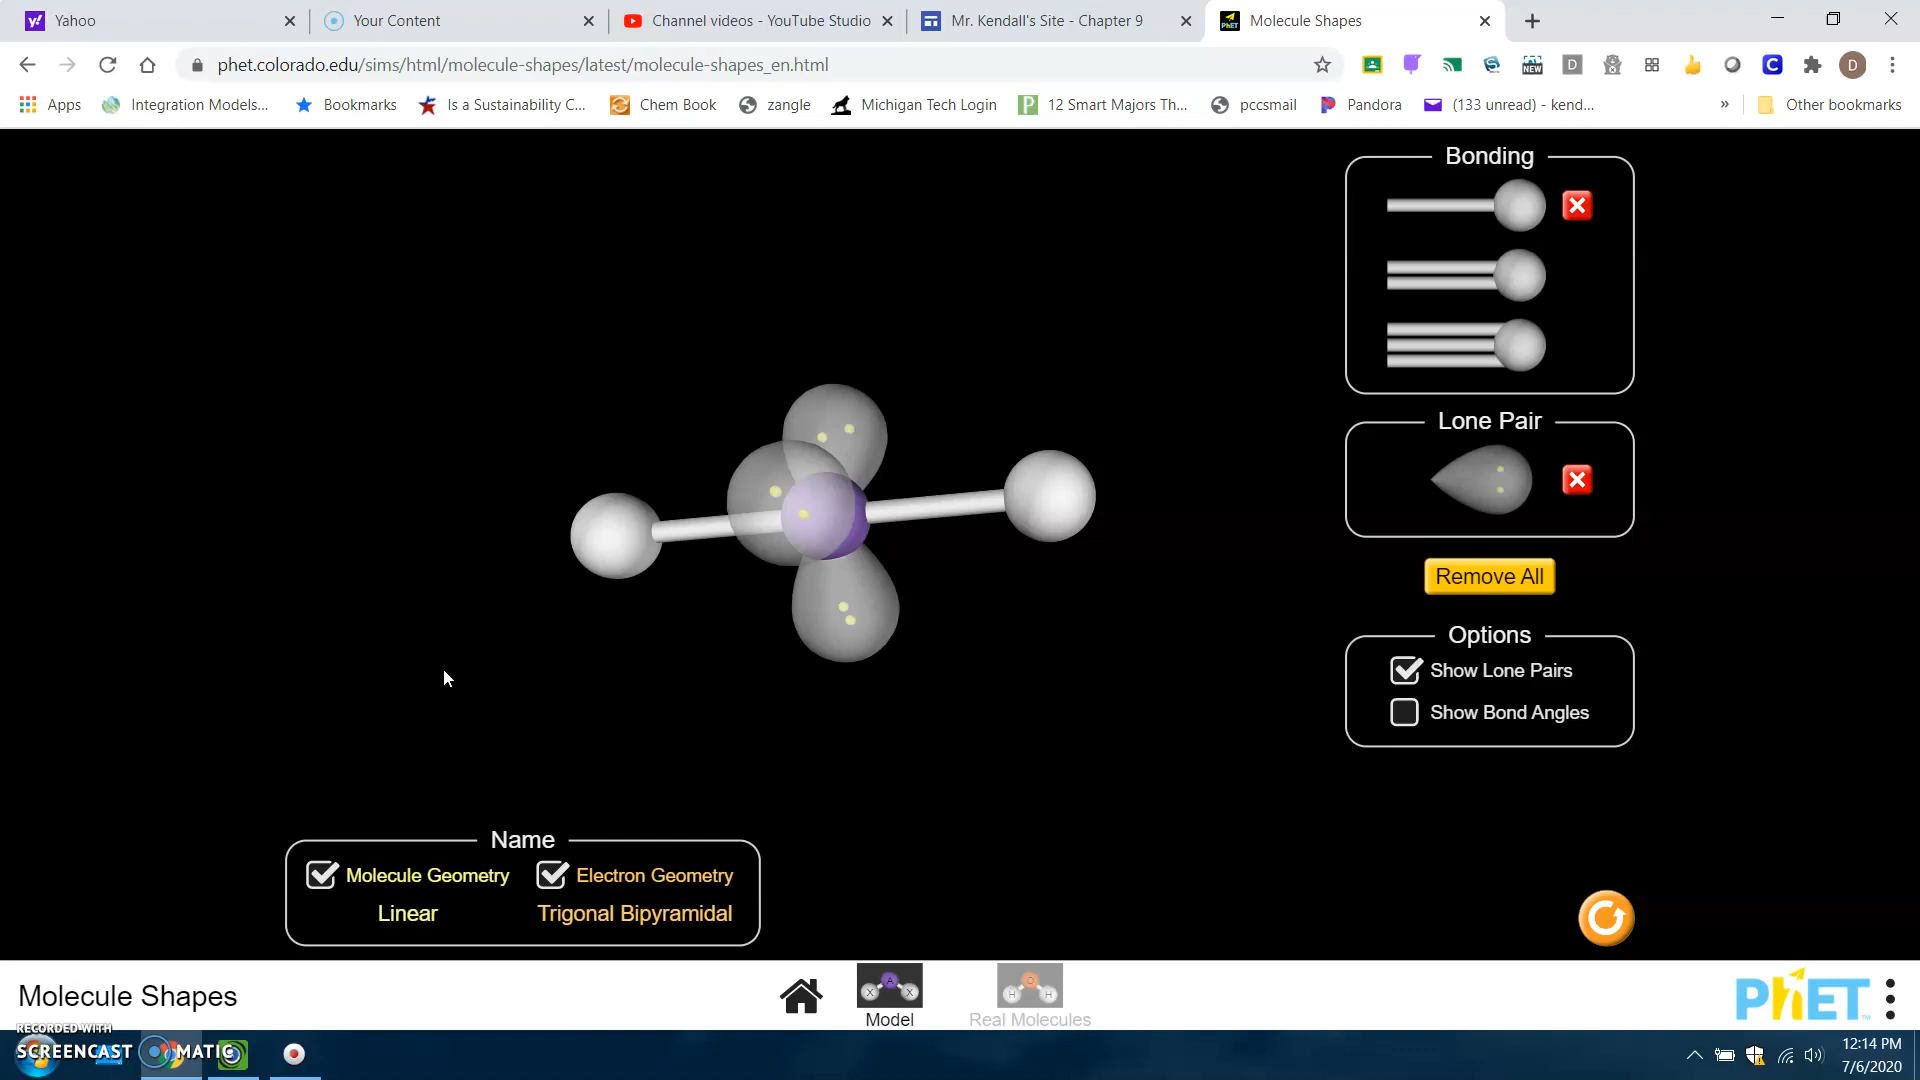 Yahoo
Your Content
Channel videos - YouTube Studio
Mr. Kendall's Site - Chapter 9
Molecule Shapes
phet.colorado.edu/sims/html/molecule-shapes/latest/molecule-shapes_en.html
NEW
D
C
D
Apps
Integration Models...
Bookmarks
Is a Sustainability C...
Chem Book
zangle
Michigan Tech Login
12 Smart Majors Th...
pccsmail
Pandora
(133 unread) - kend...
»
Other bookmarks
Bonding
Lone Pair
Remove All
Options
Show Lone Pairs
Show Bond Angles
Name
Molecule Geometry
Electron Geometry
Linear
Trigonal Bipyramidal
Molecule Shapes
X A X
Model
H O H
Real Molecules
PhET
RECORDED WITH
SCREENCAST MATIC
12:14 PM
7/6/2020